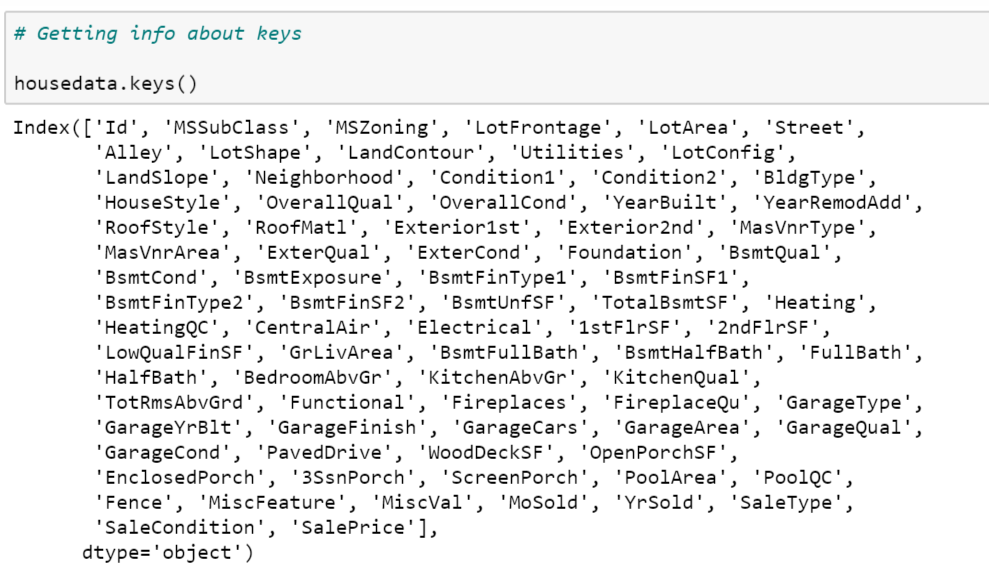 # Getting info about keys
housedata.keys()
Index(['Id', 'MSSubClass', 'MSZoning', 'LotFrontage', 'LotArea', 'Street',
'Alley', 'LotShape', 'LandContour', 'Utilities', 'LotConfig',
'LandSlope', 'Neighborhood', 'Condition1', 'Condition2', 'BldgType',
'HouseStyle', 'OverallQual', 'OverallCond', 'YearBuilt', 'YearRemodAdd',
'RoofStyle', 'RoofMatl', 'Exterior1st', 'Exterior2nd', 'MasVnrType',
'MasVnrArea', 'ExterQual', 'ExterCond', 'Foundation', 'BsmtQual',
'BsmtCond', 'BsmtExposure', 'BsmtFinType1', 'BsmtFinSF1',
'BsmtFinType2', 'BsmtFinSF2', 'BsmtUnfSF', 'TotalBsmtSF', 'Heating',
'HeatingQC', 'CentralAir', 'Electrical', '1stFlrSF', '2ndFlrSF',
'LowQualFinSF', 'GrLivArea', 'BsmtFullBath', 'BsmtHalfBath', 'FullBath',
'HalfBath', 'BedroomAbvGr', 'KitchenAbvGr', 'KitchenQual',
'TotRmsAbvGrd', 'Functional', 'Fireplaces', 'FireplaceQu', 'GarageType',
'GarageYrBlt', 'GarageFinish', 'GarageCars', 'GarageArea', 'GarageQual',
'GarageCond', 'PavedDrive', 'WoodDeckSF', 'OpenPorchSF',
'EnclosedPorch', '3SsnPorch', 'ScreenPorch', 'PoolArea', 'PoolQC',
'Fence', 'MiscFeature', 'MiscVal', 'MoSold', 'YrSold', 'SaleType',
'SaleCondition', 'SalePrice'],
dtype='object')